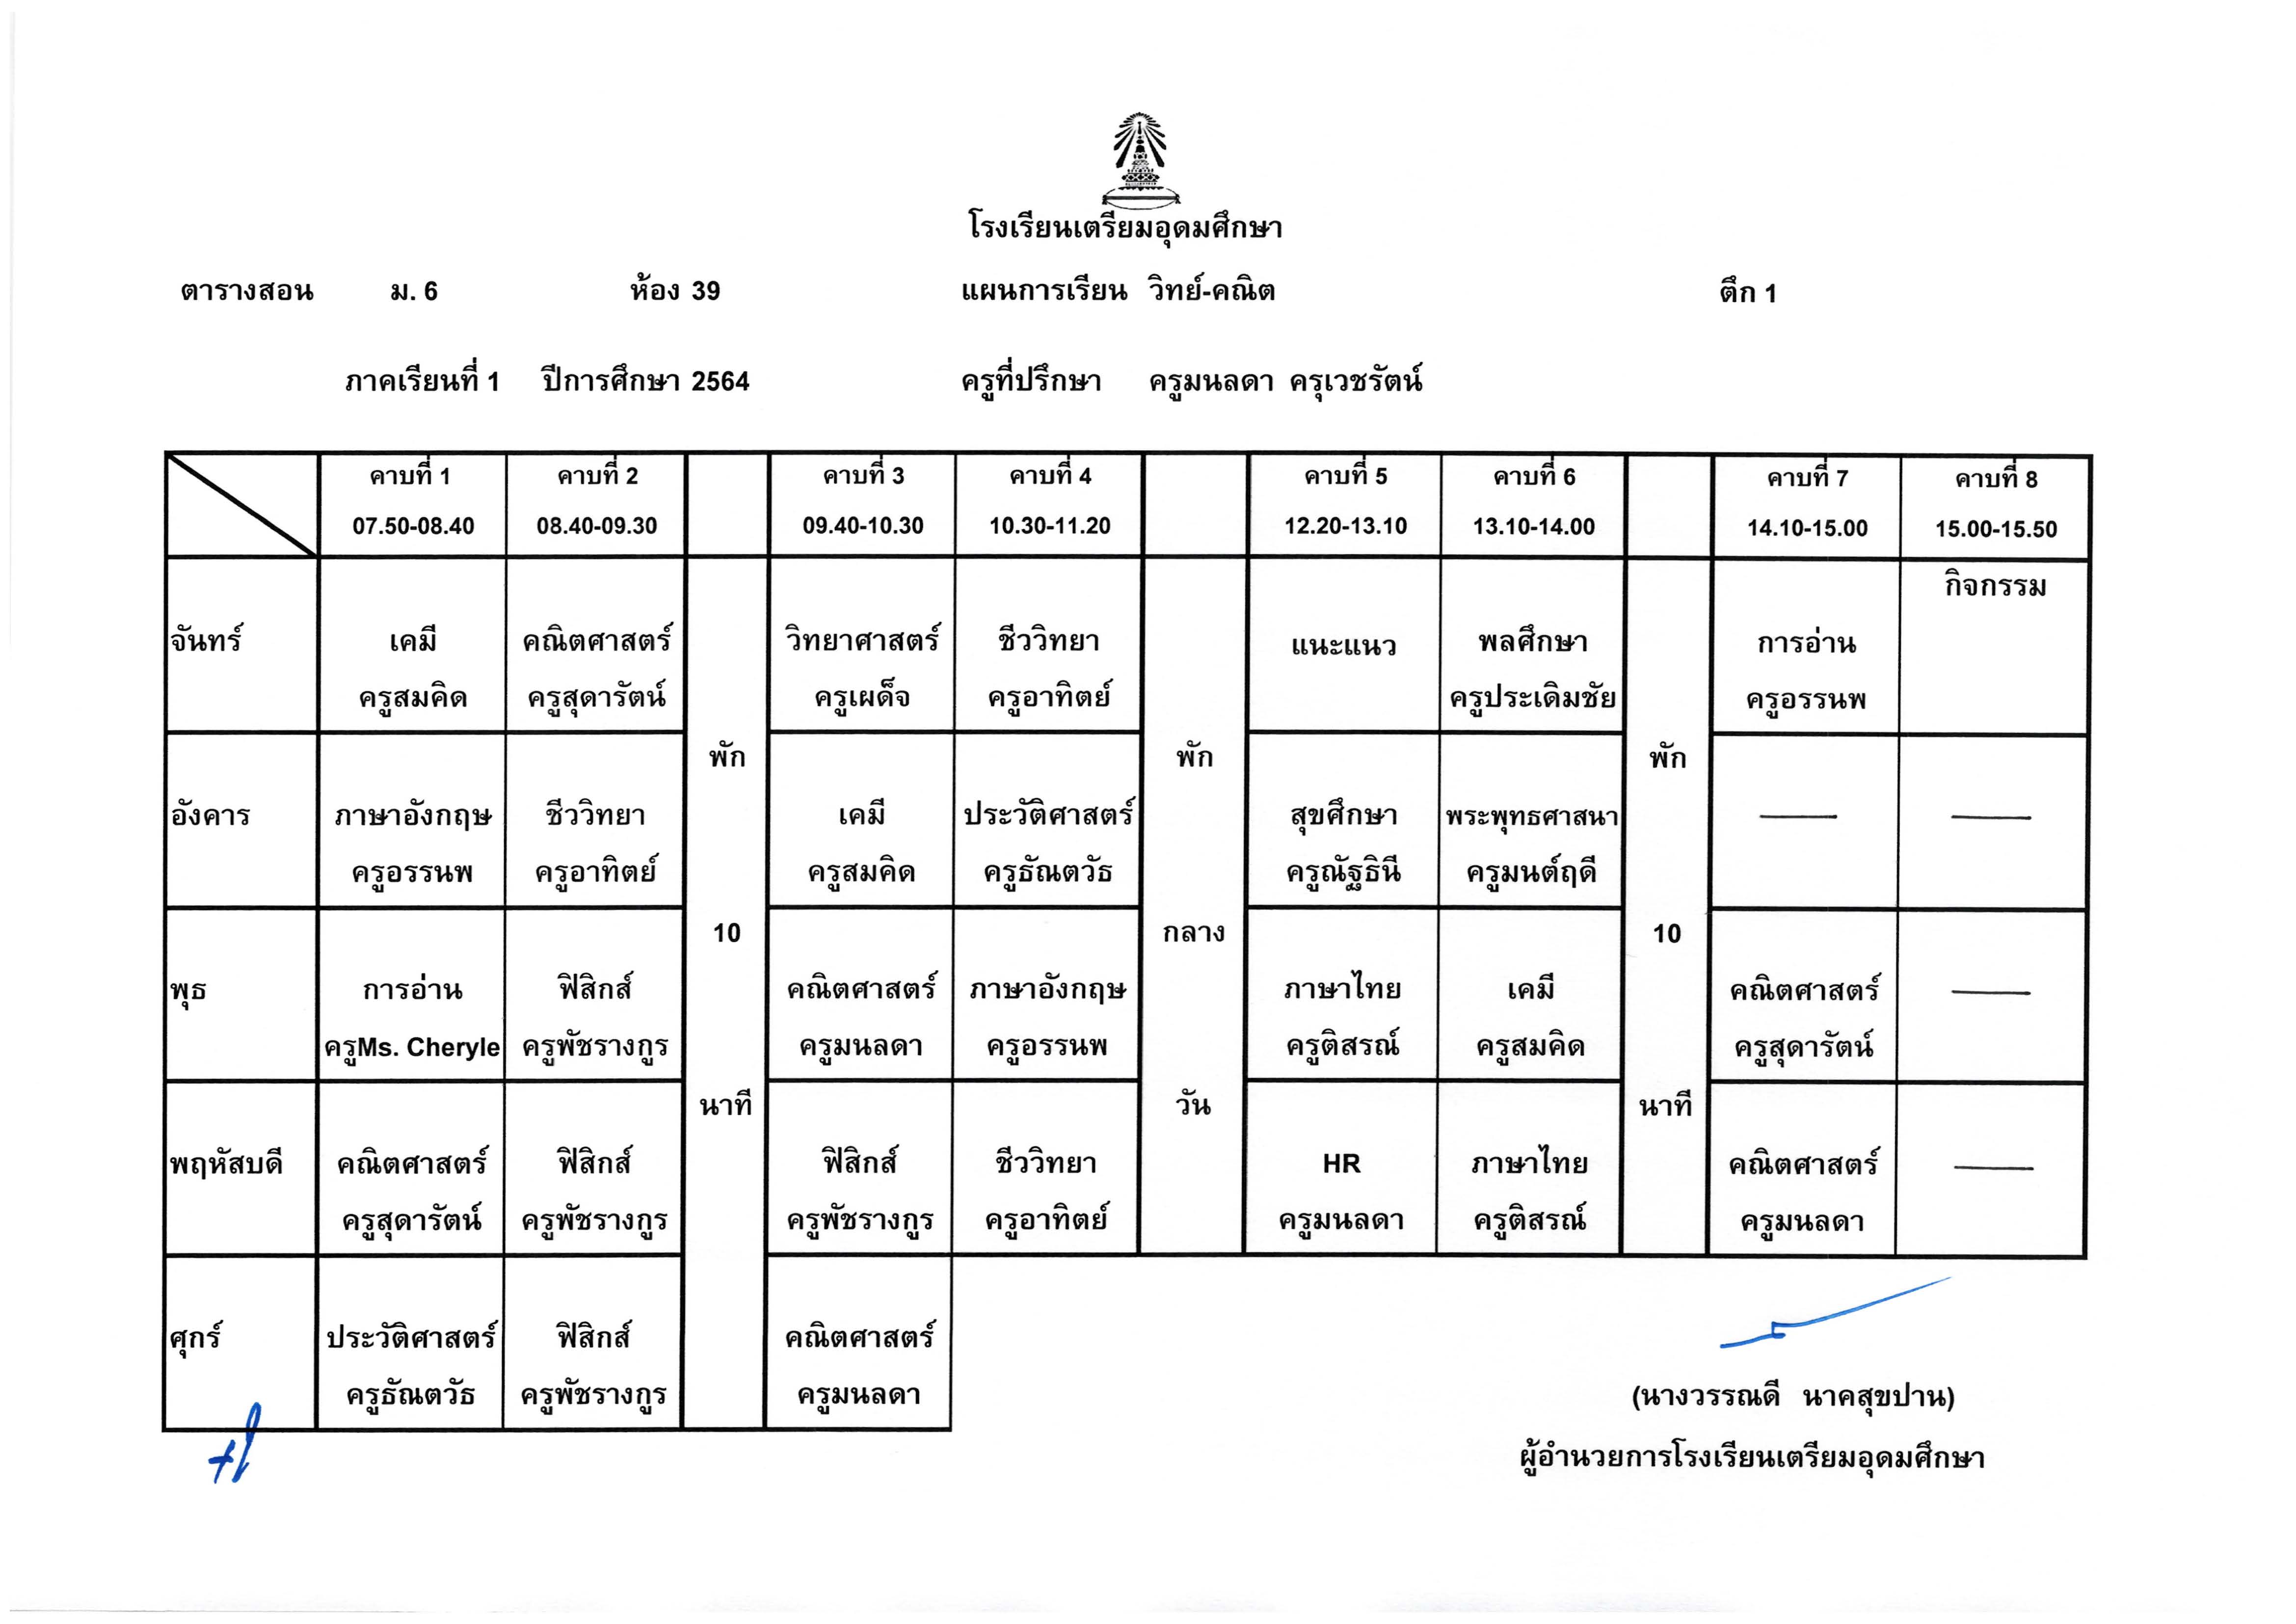 โรงเรียนเตรียมอุดมศึกษา
ตารางสอน ม. 6 ห้อง 39 แผนการเรียน วิทย์-คณิต ตึก 1
ภาคเรียนที่ 1 ปีการศึกษา 2564 ครูที่ปรึกษา ครูมนลดา ครุเวชรัตน์
คาบที่ 1 คาบที่ 2 คาบที่ 3 คาบที่ 4 คาบที่ 5 คาบที่ 6 คาบที่ 7 คาบที่ 8
07.50-08.40 08.40-09.30 09.40-10.30 10.30-11.20 12.20-13.10 13.10-14.00 14.10-15.00 15.00-15.50
กิจกรรม
จันทร์ เคมี คณิตศาสตร์ วิทยาศาสตร์ ชีววิทยา แนะแนว พลศึกษา การอ่าน
ครูสมคิด ครูสุดารัตน์ ครูเผด็จ ครูอาทิตย์ ครูประเดิมชัย ครูอรรนพ
พัก พัก พัก
อังคาร ภาษาอังกฤษ ชีววิทยา เคมี ประวัติศาสตร์ สุขศึกษา พระพุทธศาสนา
ครูอรรนพ ครูอาทิตย์ ครูสมคิด ครูธัณตวัธ ครูณัฐธินี ครูมนต์ฤดี
10 กลาง 10
พุธ การอ่าน ฟิสิกส์ คณิตศาสตร์ ภาษาอังกฤษ ภาษาไทย เคมี คณิตศาสตร์
ครูMs. Cheryle ครูพัชรางกูร ครูมนลดา ครูอรรนพ ครูติสรณ์ ครูสมคิด ครูสุดารัตน์
นาที วัน นาที
พฤหัสบดี คณิตศาสตร์ ฟิสิกส์ ฟิสิกส์ ชีววิทยา HR ภาษาไทย คณิตศาสตร์
ครูสุดารัตน์ ครูพัชรางกูร ครูพัชรางกูร ครูอาทิตย์ ครูมนลดา ครูติสรณ์ ครูมนลดา
ศุกร์ ประวัติศาสตร์ ฟิสิกส์ คณิตศาสตร์
ครูธัณตวัธ ครูพัชรางกูร ครูมนลดา
(นางวรรณดี นาคสุขปาน)
ผู้อำนวยการโรงเรียนเตรียมอุดมศึกษา